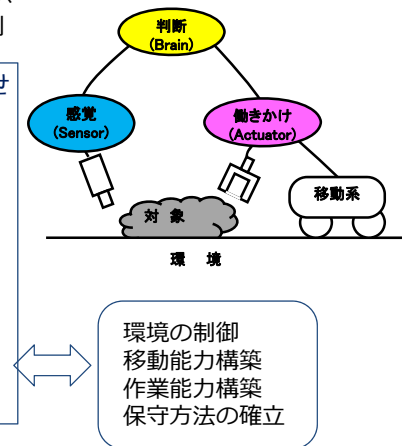 、
判
せ
判断
(Brain)
感覚
(Sensor)
働きかけ
(Actuator)
対 象
移動系
環 境
環境の制御
移動能力構築
作業能力構築
保守方法の確立